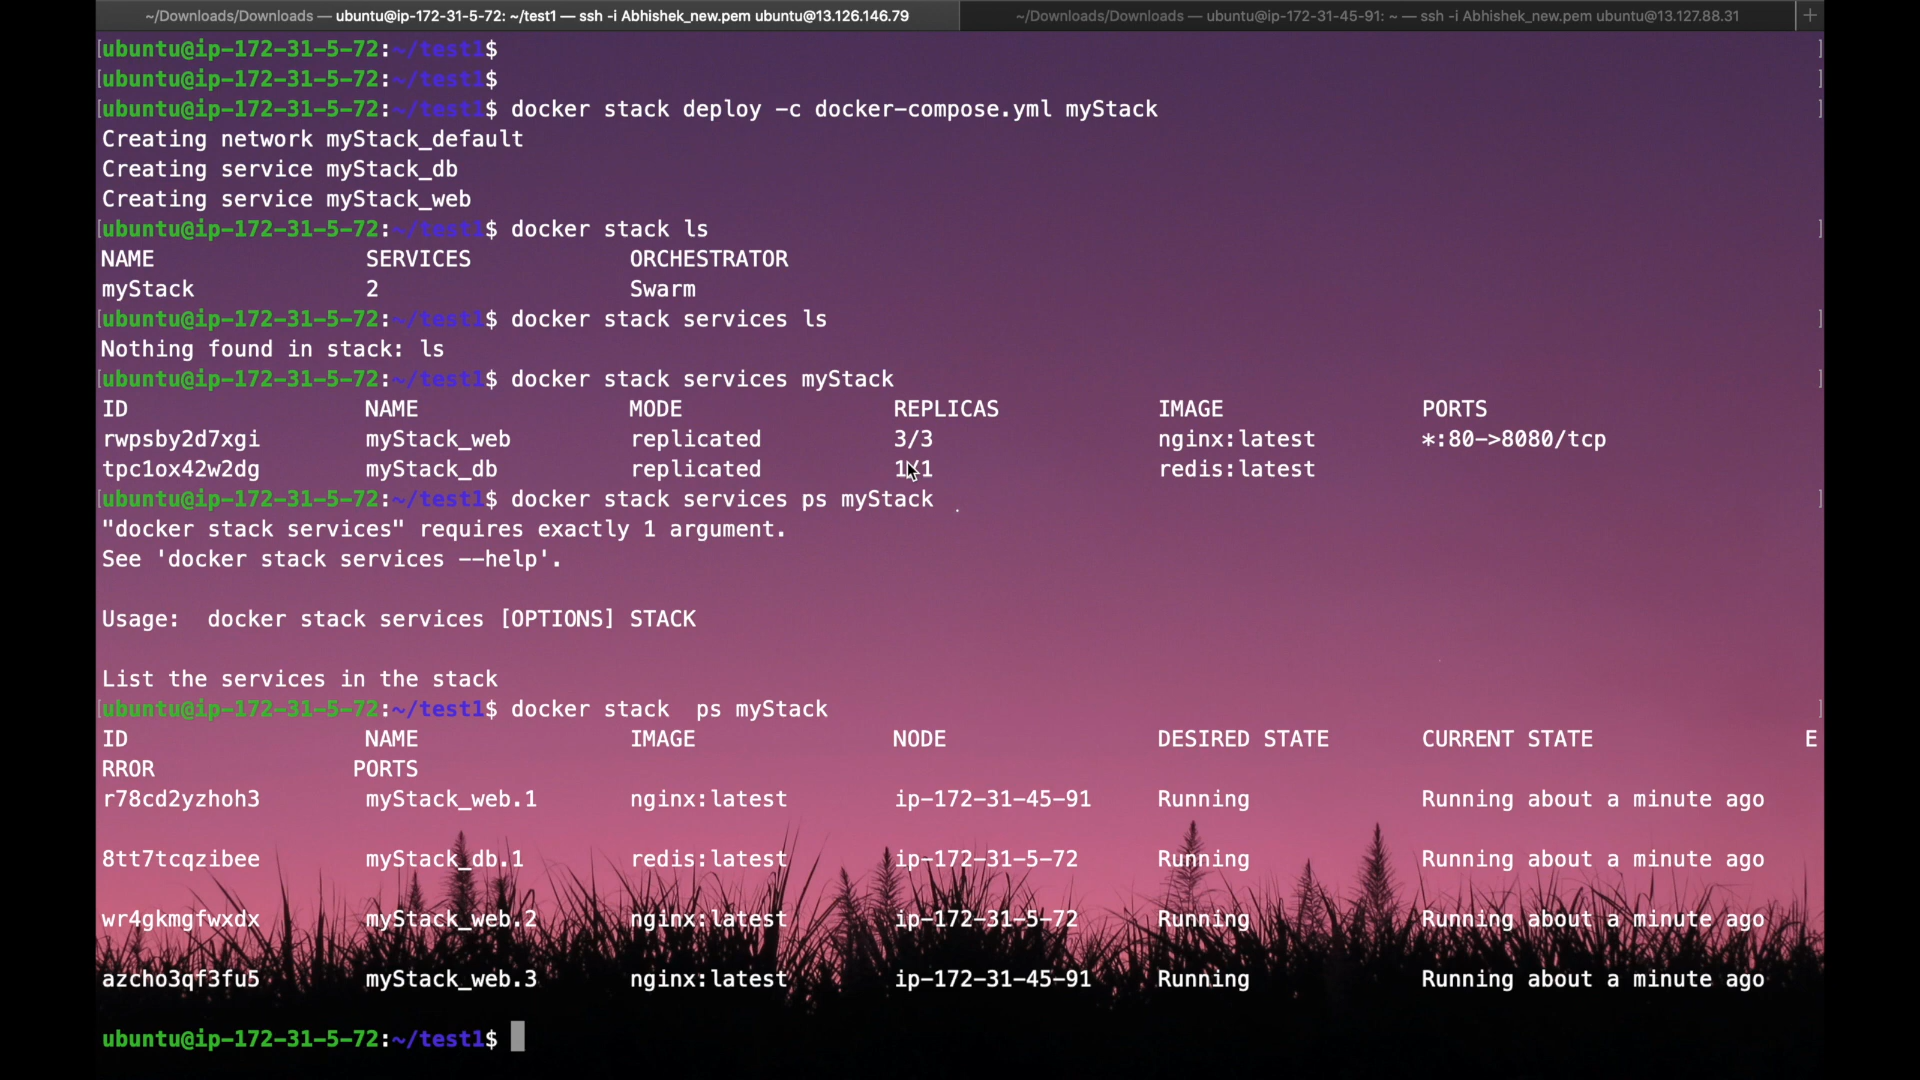 ~/Downloads/Downloads — ubuntu@ip-172-31-5-72: ~/test1 — ssh -i Abhishek_new.pem ubuntu@13.126.146.79
~/Downloads/Downloads — ubuntu@ip-172-31-45-91: ~ — ssh -i Abhishek_new.pem ubuntu@13.127.88.31 +
[ubuntu@ip-172-31-5-72:~/test1$ ]
[ubuntu@ip-172-31-5-72:~/test1$ ]
[ubuntu@ip-172-31-5-72:~/test1$ docker stack deploy -c docker-compose.yml myStack ]
Creating network myStack_default
Creating service myStack_db
Creating service myStack_web
[ubuntu@ip-172-31-5-72:~/test1$ docker stack ls ]
NAME SERVICES ORCHESTRATOR
myStack 2 Swarm
[ubuntu@ip-172-31-5-72:~/test1$ docker stack services ls ]
Nothing found in stack: ls
[ubuntu@ip-172-31-5-72:~/test1$ docker stack services myStack ]
ID NAME MODE REPLICAS IMAGE PORTS
rwpsby2d7xgi myStack_web replicated 3/3 nginx:latest *:80->8080/tcp
tpc1ox42w2dg myStack_db replicated 1/1 redis:latest
[ubuntu@ip-172-31-5-72:~/test1$ docker stack services ps myStack ]
"docker stack services" requires exactly 1 argument.
See 'docker stack services --help'.
Usage:  docker stack services [OPTIONS] STACK
List the services in the stack
[ubuntu@ip-172-31-5-72:~/test1$ docker stack  ps myStack ]
ID NAME IMAGE NODE DESIRED STATE CURRENT STATE E
RROR PORTS
r78cd2yzhoh3 myStack_web.1 nginx:latest ip-172-31-45-91 Running Running about a minute ago
8tt7tcqzibee myStack_db.1 redis:latest ip-172-31-5-72 Running Running about a minute ago
wr4gkmgfwxdx myStack_web.2 nginx:latest ip-172-31-5-72 Running Running about a minute ago
azcho3qf3fu5 myStack_web.3 nginx:latest ip-172-31-45-91 Running Running about a minute ago
ubuntu@ip-172-31-5-72:~/test1$